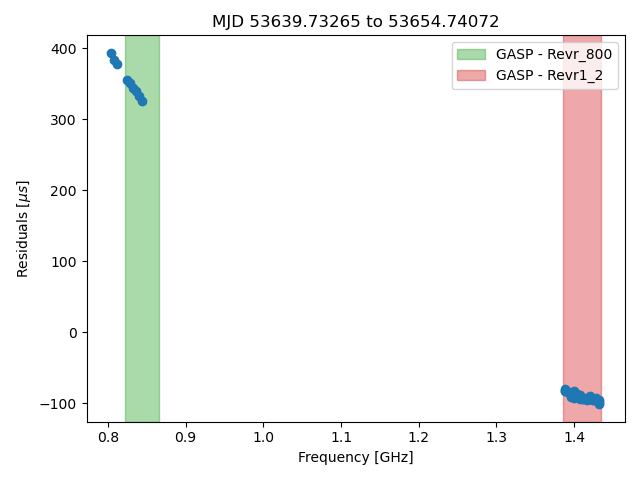 MJD 53639.73265 to 53654.74072
GASP - Revr_800
GASP - Revr1_2
400
300
200
100
0
−100
Residuals [μs]
0.8 0.9 1.0 1.1 1.2 1.3 1.4
Frequency [GHz]